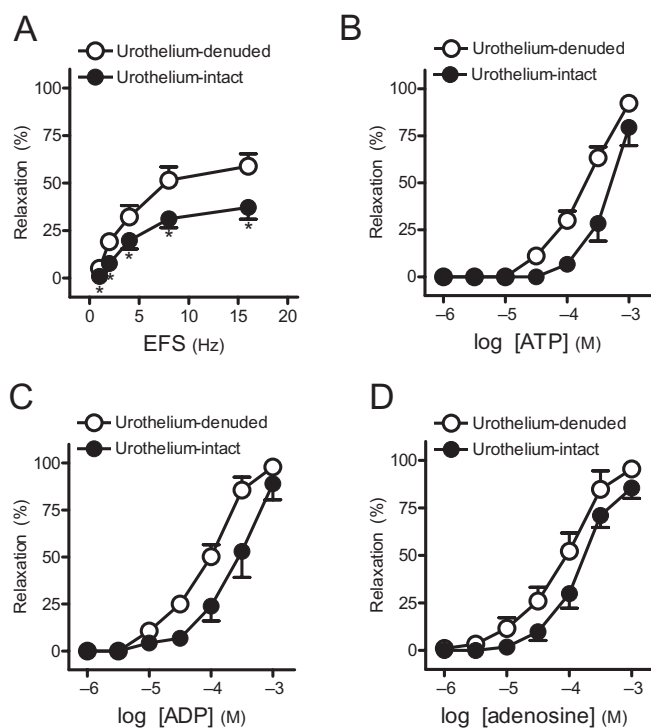 A
Urothelium-denuded
Urothelium-intact
100
75
50
25
0
Relaxation (%)
* * * * *
0 5 10 15 20
EFS (Hz)
B
Urothelium-denuded
Urothelium-intact
100
75
50
25
0
Relaxation (%)
–6 –5 –4 –3
log [ATP] (M)
C
Urothelium-denuded
Urothelium-intact
100
75
50
25
0
Relaxation (%)
–6 –5 –4 –3
log [ADP] (M)
D
Urothelium-denuded
Urothelium-intact
100
75
50
25
0
Relaxation (%)
–6 –5 –4 –3
log [adenosine] (M)